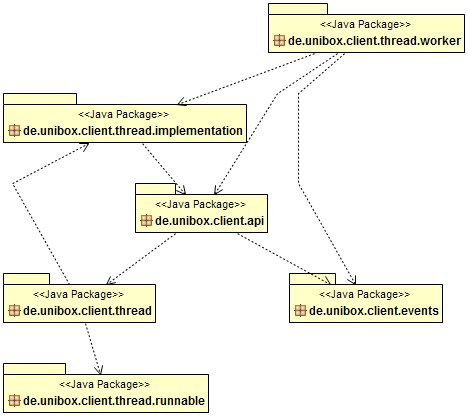 <<Java Package>>
de.unibox.client.thread.worker
<<Java Package>>
de.unibox.client.thread.implementation
<<Java Package>>
de.unibox.client.api
<<Java Package>>
de.unibox.client.thread
<<Java Package>>
de.unibox.client.events
<<Java Package>>
de.unibox.client.thread.runnable